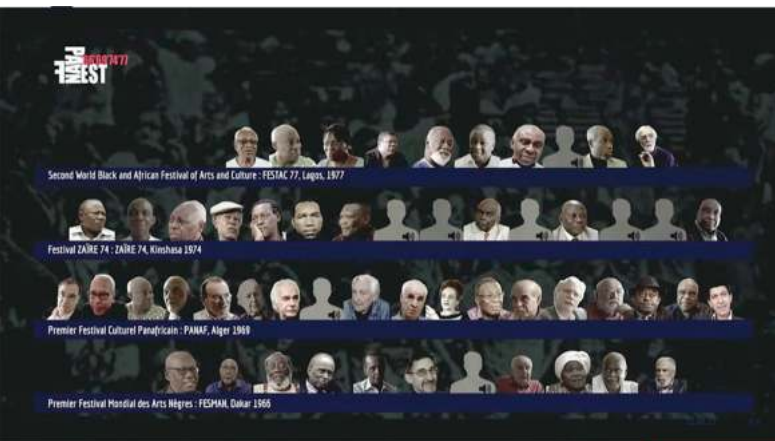 PANAFEST
66697477
Second World Black and African Festival of Arts and Culture : FESTAC 77, Lagos, 1977
Festival ZAÏRE 74 : ZAÏRE 74, Kinshasa 1974
Premier Festival Culturel Panafricain : PANAF, Alger 1969
Premier Festival Mondial des Arts Nègres : FESMAN, Dakar 1966